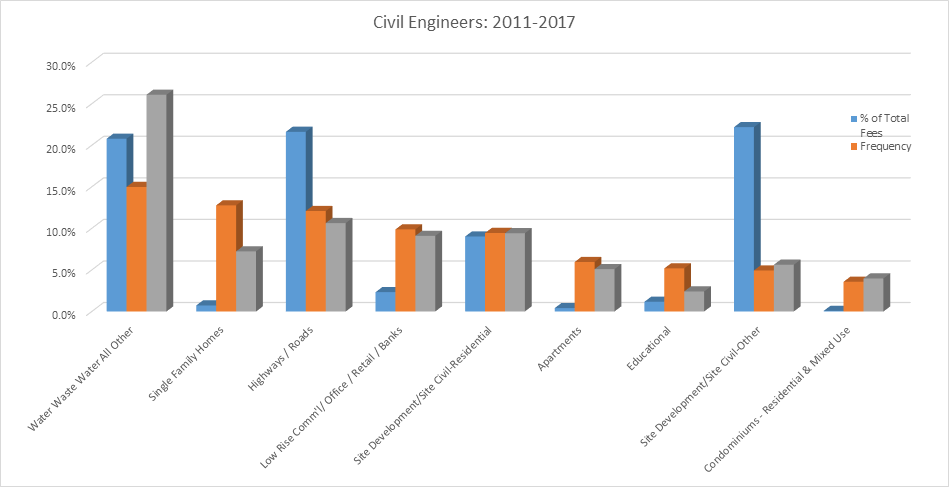 Civil Engineers: 2011-2017
30.0%
25.0%
20.0%
15.0%
10.0%
5.0%
0.0%
% of Total
Fees
Frequency
Water Waste Water All Other
Single Family Homes
Highways / Roads
Low Rise Comm'l/ Office / Retail / Banks
Site Development/Site Civil-Residential
Apartments
Educational
Site Development/Site Civil-Other
Condominiums - Residential & Mixed Use